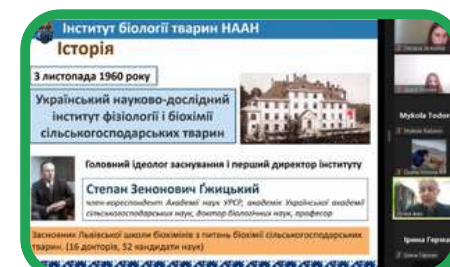 Інститут біології тварин НААН
Історія
3 листопада 1960 року
Український науково-дослідний
інститут фізіології і біохімії
сільськогосподарських тварин
Головний ідеолог заснування і перший директор інституту
Степан Зенонович Ґжицький
член-кореспондент Академії наук УРСР, академік Української академії
сільськогосподарських наук, доктор біологічних наук, професор
Засновник Львівської школи біохіміків з питань біохімії сільськогосподарських
тварин. (16 докторів, 52 кандидати наук)
Mykola Todor
Ірина Герма